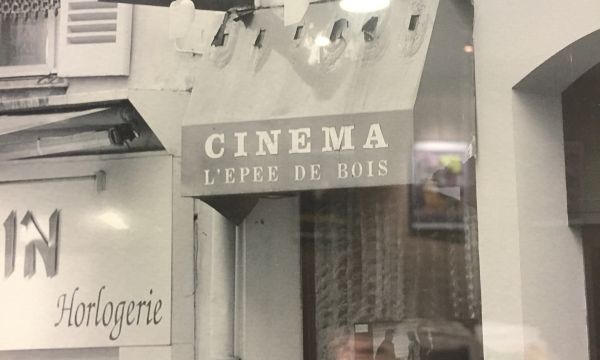 CINEMA
L'EPEE DE BOIS
IN
Horlogerie